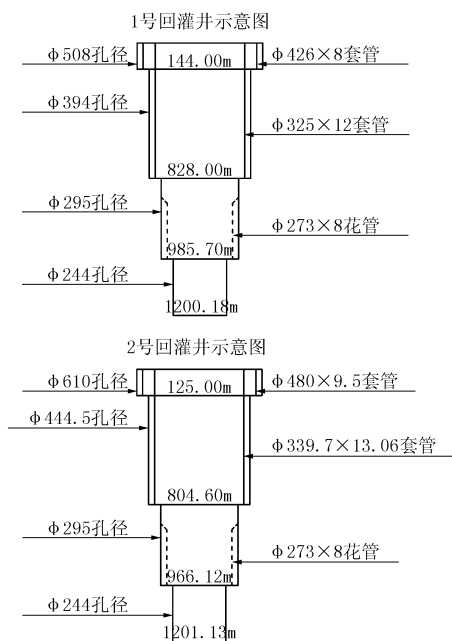 1号回灌井示意图
φ508孔径
144.00m
φ426×8套管
φ394孔径
φ325×12套管
828.00m
φ295孔径
φ273×8花管
985.70m
φ244孔径
1200.18m
2号回灌井示意图
φ610孔径
125.00m
φ480×9.5套管
φ444.5孔径
φ339.7×13.06套管
804.60m
φ295孔径
φ273×8花管
966.12m
φ244孔径
1201.13m